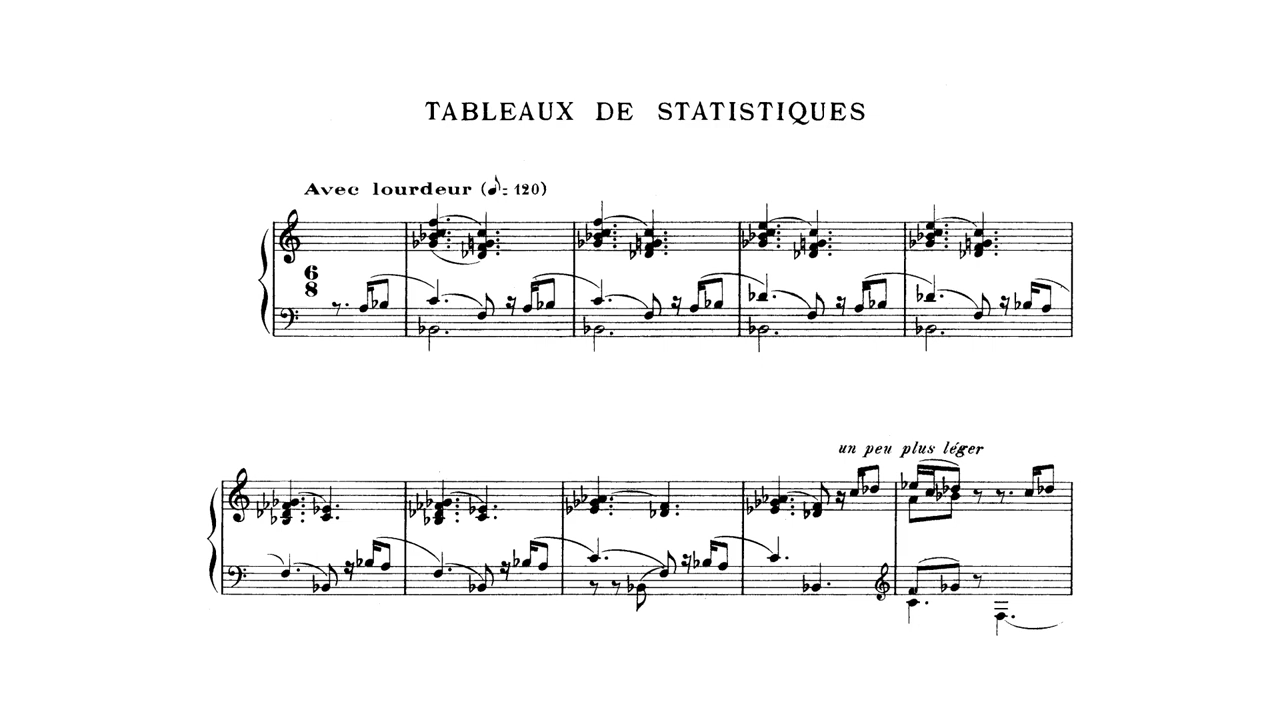 TABLEAUX DE STATISTIQUES
Avec lourdeur (♪= 120)
6
8
un peu plus léger